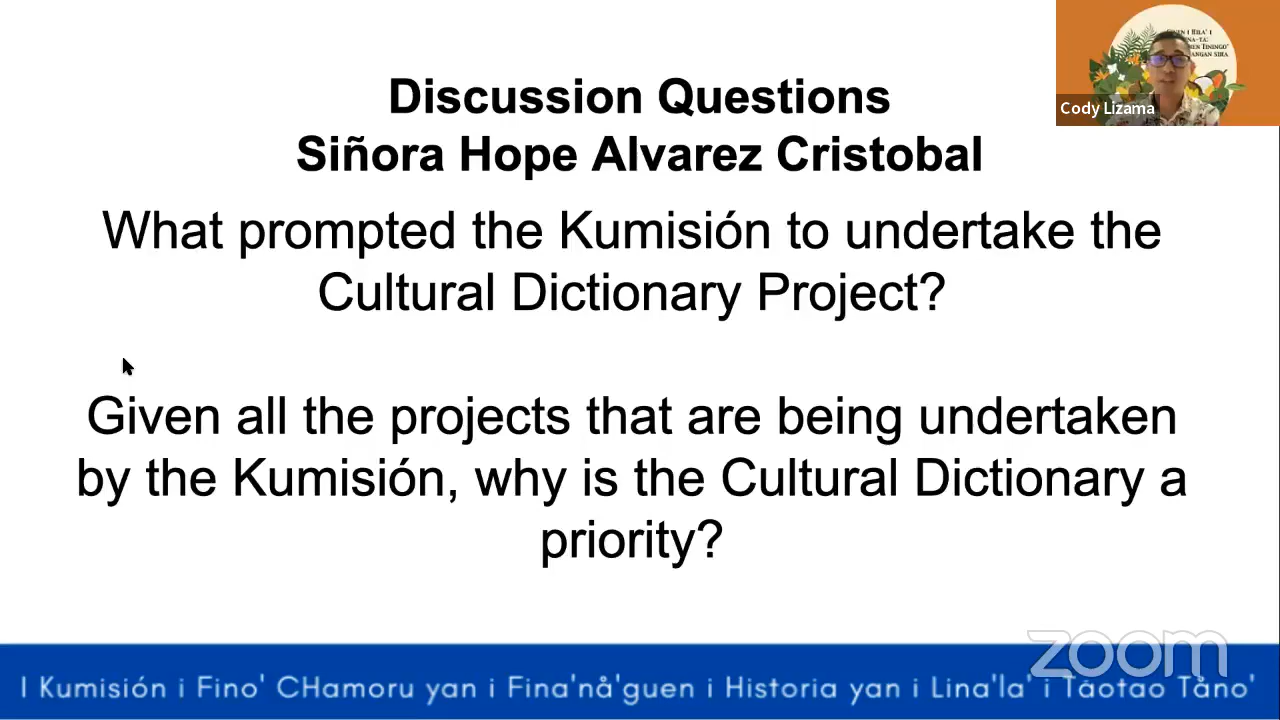 Discussion Questions
Siñora Hope Alvarez Cristobal
What prompted the Kumisión to undertake the
Cultural Dictionary Project?
Given all the projects that are being undertaken
by the Kumisión, why is the Cultural Dictionary a
priority?
Cody Lizama
zoom
I Kumisión i Fino' CHamoru yan i Fina'nå'guen i Historia yan i Lina'la' i Tåotao Tåno'